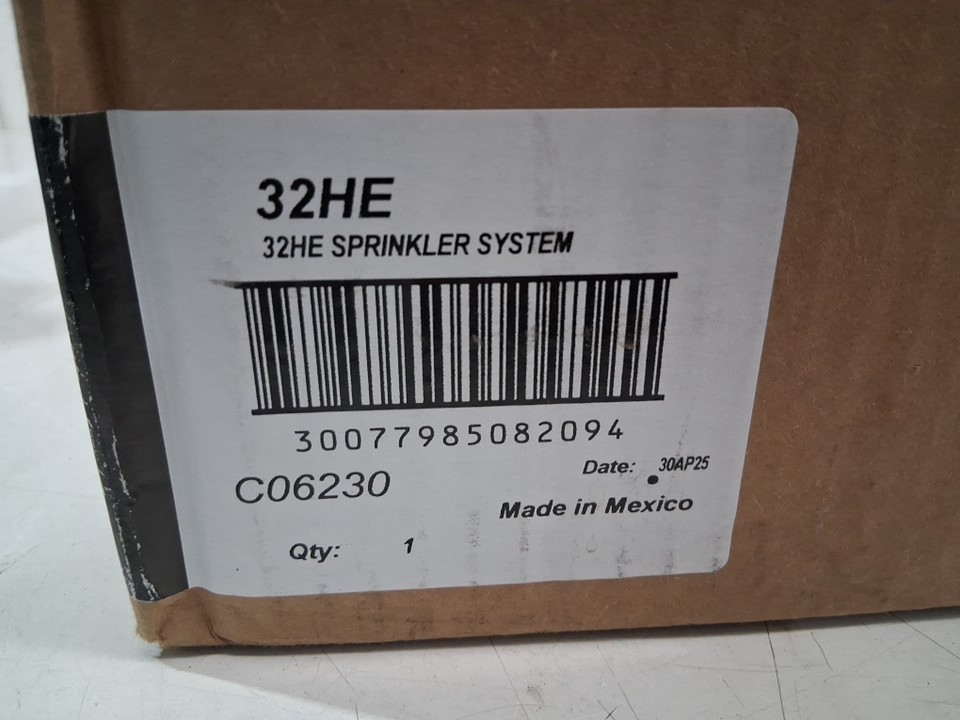 32HE
32HE SPRINKLER SYSTEM
30077985082094
C06230
Date: 30AP25
Made in Mexico
Qty: 1